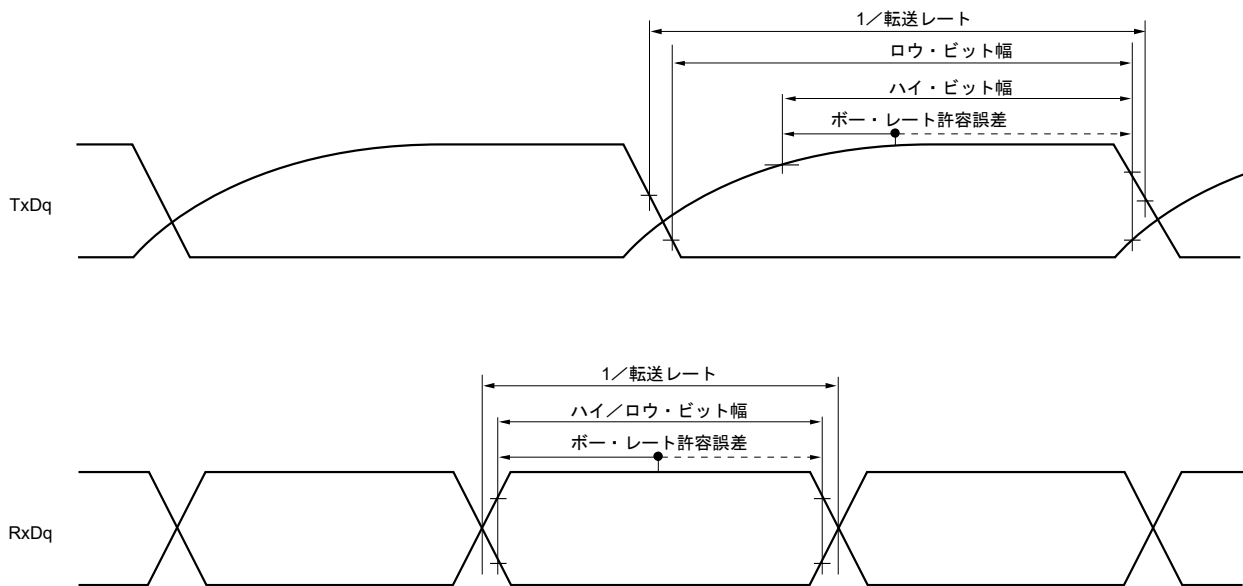 1／転送レート
ロウ・ビット幅
ハイ・ビット幅
ボー・レート許容誤差
TxDq
1／転送レート
ハイ／ロウ・ビット幅
ボー・レート許容誤差
RxDq